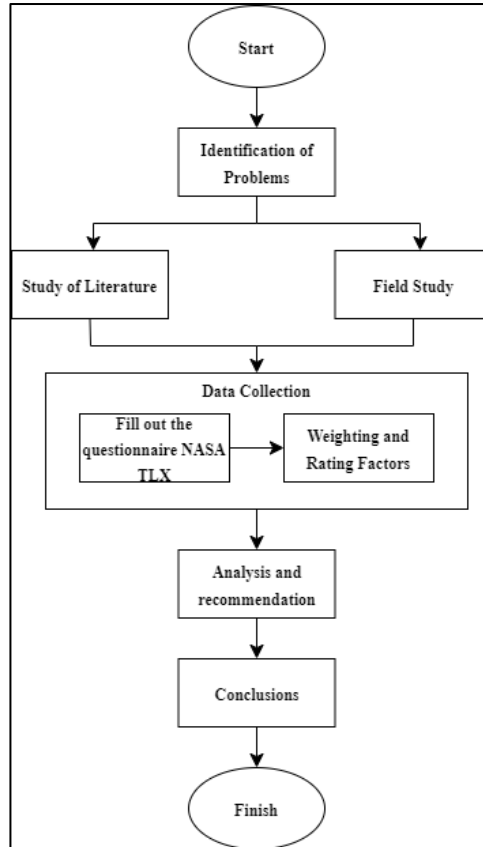 Start
Identification of
Problems
Study of Literature
Field Study
Data Collection
Fill out the
questionnaire NASA
TLX
Weighting and
Rating Factors
Analysis and
recommendation
Conclusions
Finish